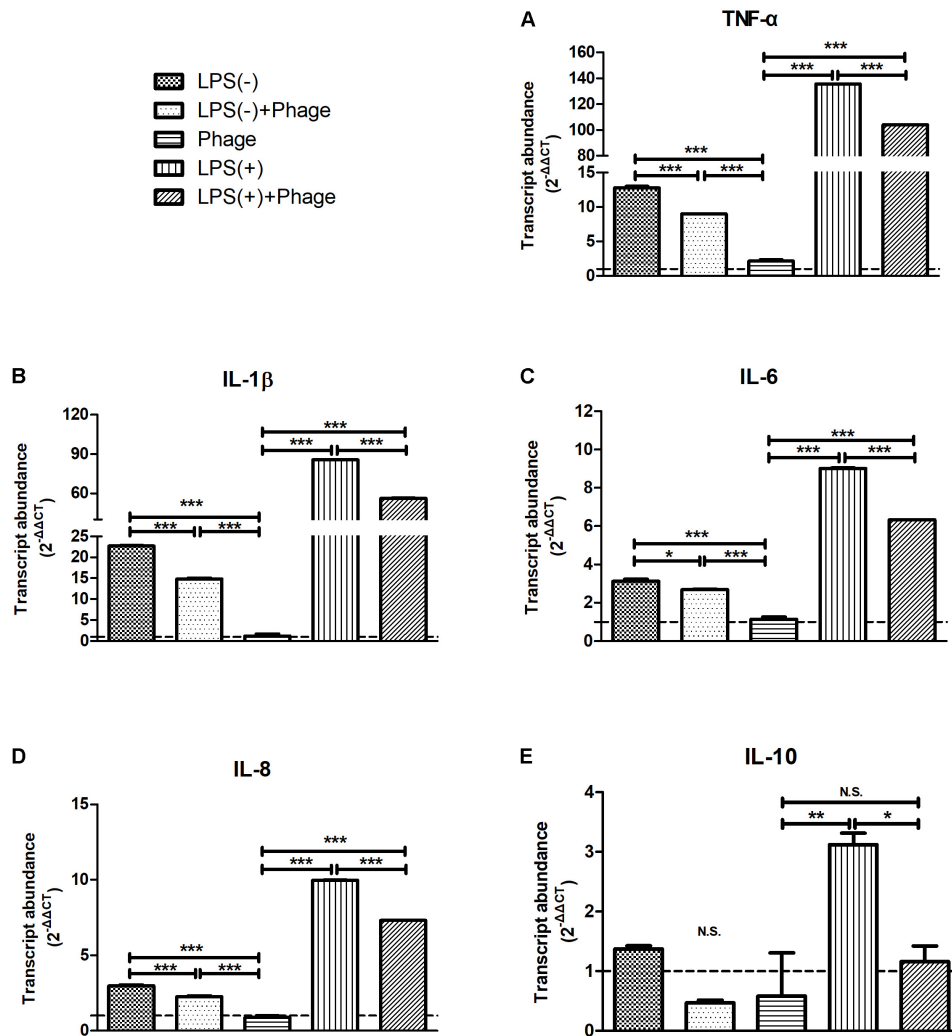 LPS(-)
LPS(-)+Phage
Phage
LPS(+)
LPS(+)+Phage
A
TNF-α
Transcript abundance
(2^-ΔΔCT)
160
140
120
100
80
15
10
5
0
***
***
***
***
***
***
B
IL-1β
Transcript abundance
(2^-ΔΔCT)
120
90
60
25
20
15
10
5
0
***
***
***
***
***
***
C
IL-6
Transcript abundance
(2^-ΔΔCT)
12
10
8
6
4
2
0
***
***
***
***
*
***
D
IL-8
Transcript abundance
(2^-ΔΔCT)
15
10
5
0
***
***
***
***
***
***
E
IL-10
Transcript abundance
(2^-ΔΔCT)
4
3
2
1
0
N.S.
**
*
N.S.